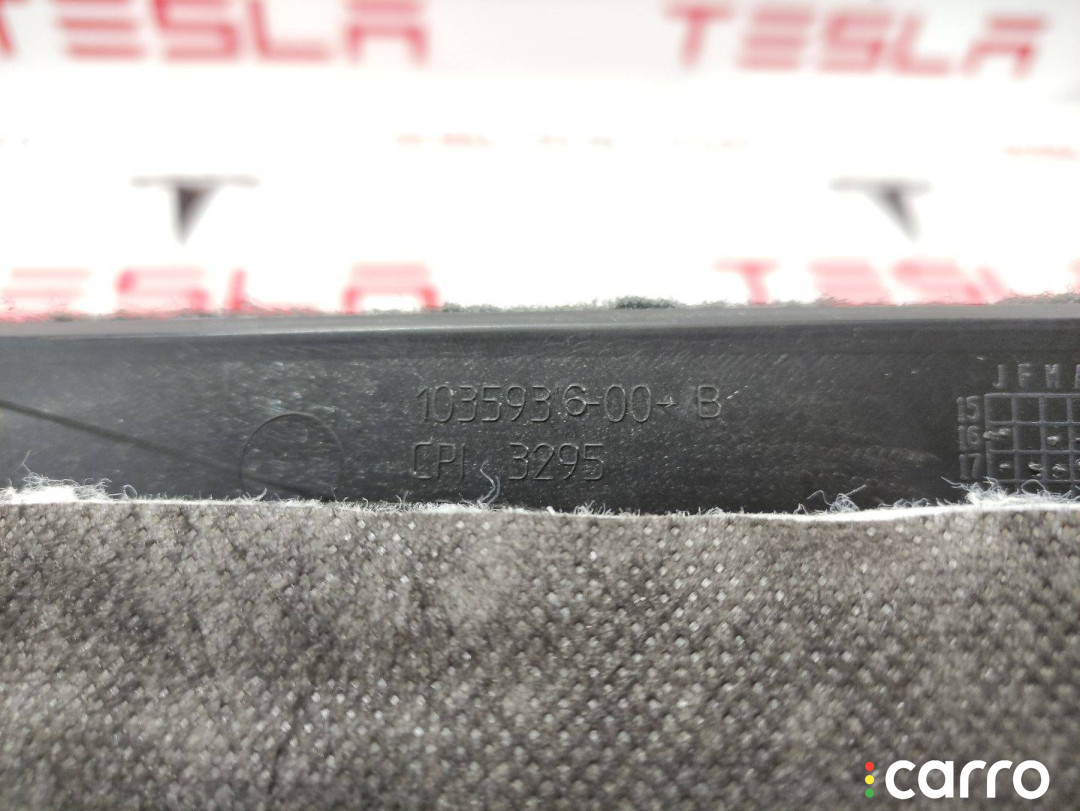 TESLA
TESLA
TESLA
TESLA
1035936-00-B
CPI 3295
J F M A
15
16
17
carro